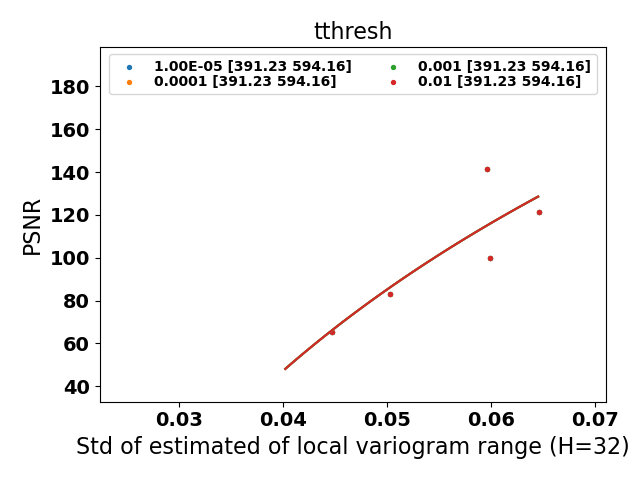 tthresh
1.00E-05 [391.23 594.16]
0.0001 [391.23 594.16]
0.001 [391.23 594.16]
0.01 [391.23 594.16]
PSNR
180
160
140
120
100
80
60
40
0.03 0.04 0.05 0.06 0.07
Std of estimated of local variogram range (H=32)